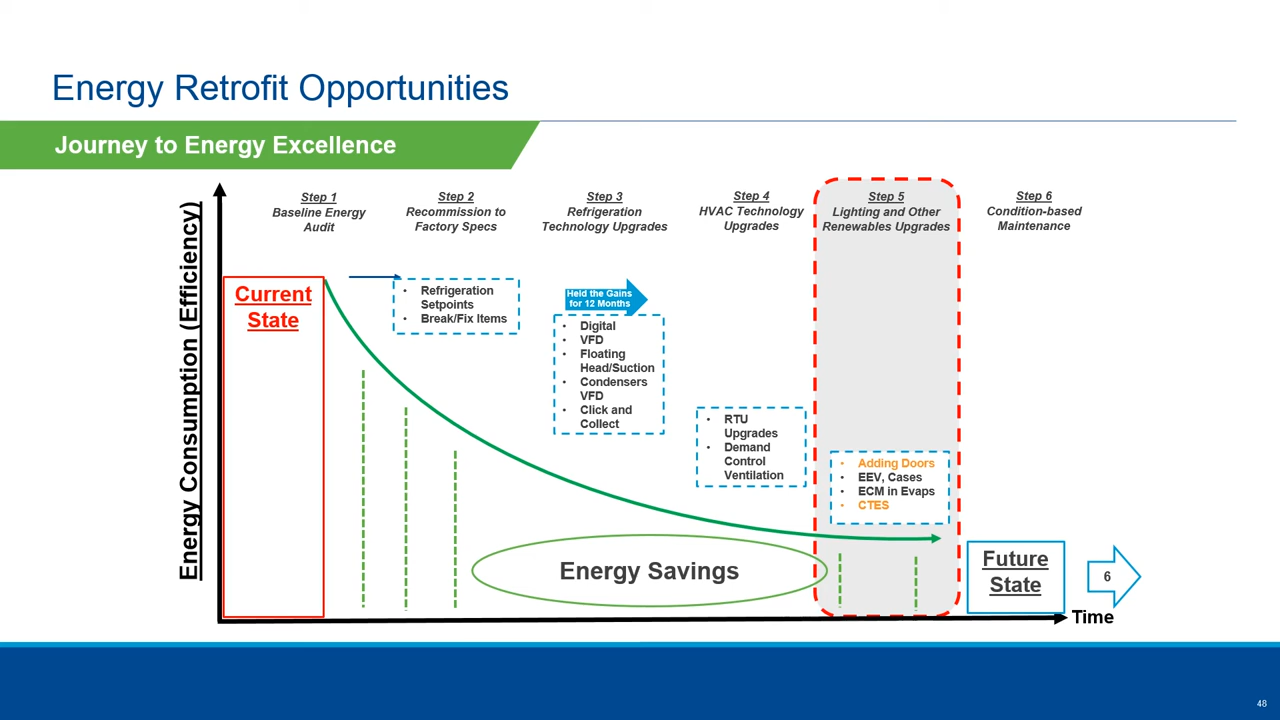 Energy Retrofit Opportunities
Journey to Energy Excellence
Energy Consumption (Efficiency)
Step 1
Baseline Energy
Audit
Step 2
Recommission to
Factory Specs
Step 3
Refrigeration
Technology Upgrades
Step 4
HVAC Technology
Upgrades
Step 5
Lighting and Other
Renewables Upgrades
Step 6
Condition-based
Maintenance
Current
State
• Refrigeration
Setpoints
• Break/Fix Items
Held the Gains
for 12 Months
• Digital
• VFD
• Floating
Head/Suction
• Condensers
VFD
• Click and
Collect
• RTU
Upgrades
• Demand
Control
Ventilation
• Adding Doors
• EEV, Cases
• ECM in Evaps
• CTES
Energy Savings
Future
State
6
Time
48